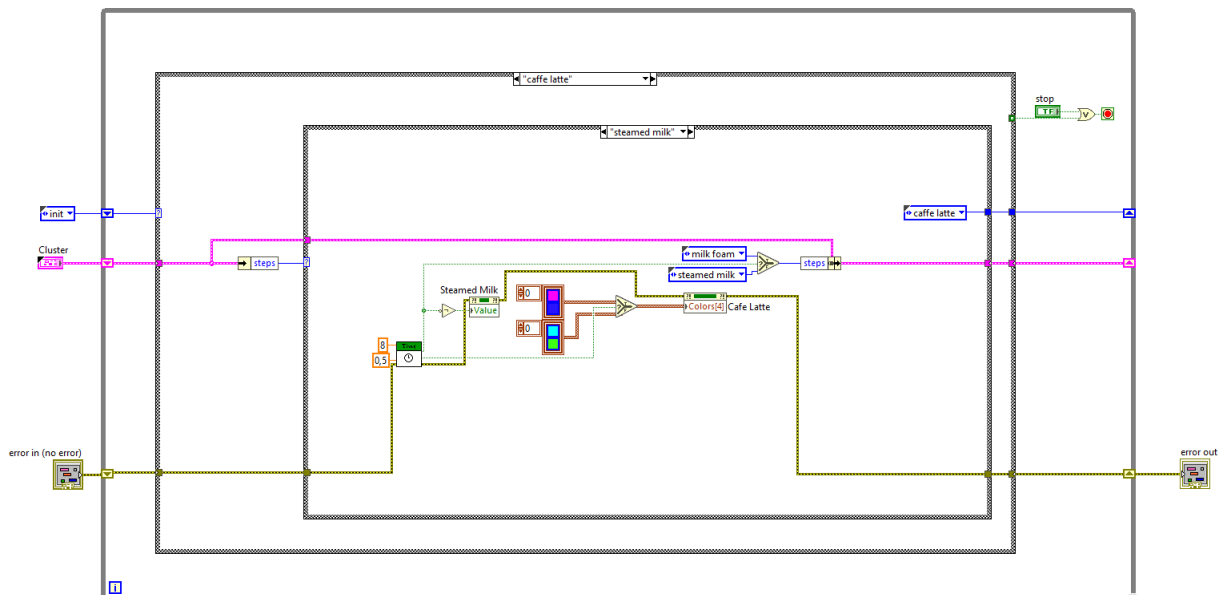 "caffe latte"
stop
TF
V
"steamed milk"
init
caffe latte
?
Cluster
milk foam
steps
?
steps
steamed milk
Steamed Milk
0
?! ?!
Value
?! ?!
Colors[4]
Cafe Latte
0
8
0,5
error in (no error)
error out
i